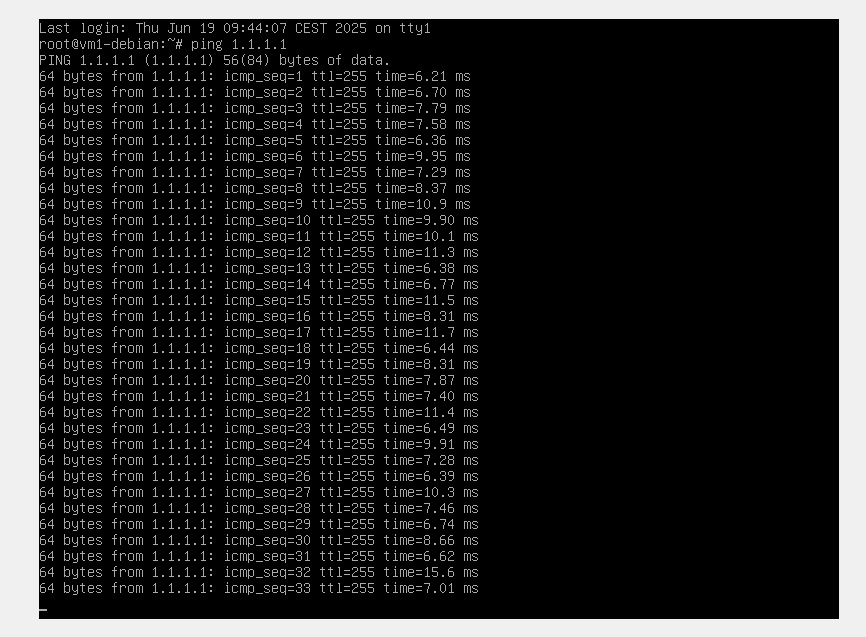 Last login: Thu Jun 19 09:44:07 CEST 2025 on tty1
root@vm1-debian:~# ping 1.1.1.1
PING 1.1.1.1 (1.1.1.1) 56(84) bytes of data.
64 bytes from 1.1.1.1: icmp_seq=1 ttl=255 time=6.21 ms
64 bytes from 1.1.1.1: icmp_seq=2 ttl=255 time=6.70 ms
64 bytes from 1.1.1.1: icmp_seq=3 ttl=255 time=7.79 ms
64 bytes from 1.1.1.1: icmp_seq=4 ttl=255 time=7.58 ms
64 bytes from 1.1.1.1: icmp_seq=5 ttl=255 time=6.36 ms
64 bytes from 1.1.1.1: icmp_seq=6 ttl=255 time=9.95 ms
64 bytes from 1.1.1.1: icmp_seq=7 ttl=255 time=7.29 ms
64 bytes from 1.1.1.1: icmp_seq=8 ttl=255 time=8.37 ms
64 bytes from 1.1.1.1: icmp_seq=9 ttl=255 time=10.9 ms
64 bytes from 1.1.1.1: icmp_seq=10 ttl=255 time=9.90 ms
64 bytes from 1.1.1.1: icmp_seq=11 ttl=255 time=10.1 ms
64 bytes from 1.1.1.1: icmp_seq=12 ttl=255 time=11.3 ms
64 bytes from 1.1.1.1: icmp_seq=13 ttl=255 time=6.38 ms
64 bytes from 1.1.1.1: icmp_seq=14 ttl=255 time=6.77 ms
64 bytes from 1.1.1.1: icmp_seq=15 ttl=255 time=11.5 ms
64 bytes from 1.1.1.1: icmp_seq=16 ttl=255 time=8.31 ms
64 bytes from 1.1.1.1: icmp_seq=17 ttl=255 time=11.7 ms
64 bytes from 1.1.1.1: icmp_seq=18 ttl=255 time=6.44 ms
64 bytes from 1.1.1.1: icmp_seq=19 ttl=255 time=8.31 ms
64 bytes from 1.1.1.1: icmp_seq=20 ttl=255 time=7.87 ms
64 bytes from 1.1.1.1: icmp_seq=21 ttl=255 time=7.40 ms
64 bytes from 1.1.1.1: icmp_seq=22 ttl=255 time=11.4 ms
64 bytes from 1.1.1.1: icmp_seq=23 ttl=255 time=6.49 ms
64 bytes from 1.1.1.1: icmp_seq=24 ttl=255 time=9.91 ms
64 bytes from 1.1.1.1: icmp_seq=25 ttl=255 time=7.28 ms
64 bytes from 1.1.1.1: icmp_seq=26 ttl=255 time=6.39 ms
64 bytes from 1.1.1.1: icmp_seq=27 ttl=255 time=10.3 ms
64 bytes from 1.1.1.1: icmp_seq=28 ttl=255 time=7.46 ms
64 bytes from 1.1.1.1: icmp_seq=29 ttl=255 time=6.74 ms
64 bytes from 1.1.1.1: icmp_seq=30 ttl=255 time=8.66 ms
64 bytes from 1.1.1.1: icmp_seq=31 ttl=255 time=6.62 ms
64 bytes from 1.1.1.1: icmp_seq=32 ttl=255 time=15.6 ms
64 bytes from 1.1.1.1: icmp_seq=33 ttl=255 time=7.01 ms